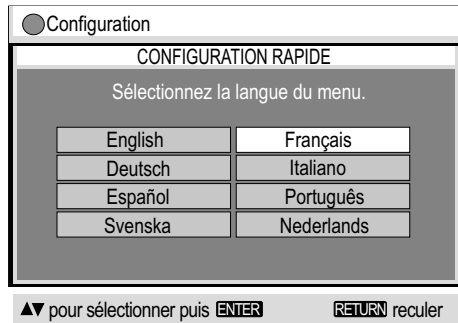 Configuration
CONFIGURATION RAPIDE
Sélectionnez la langue du menu.
English Français
Deutsch Italiano
Español Português
Svenska Nederlands
▲▼ pour sélectionner puis ENTER RETURN reculer